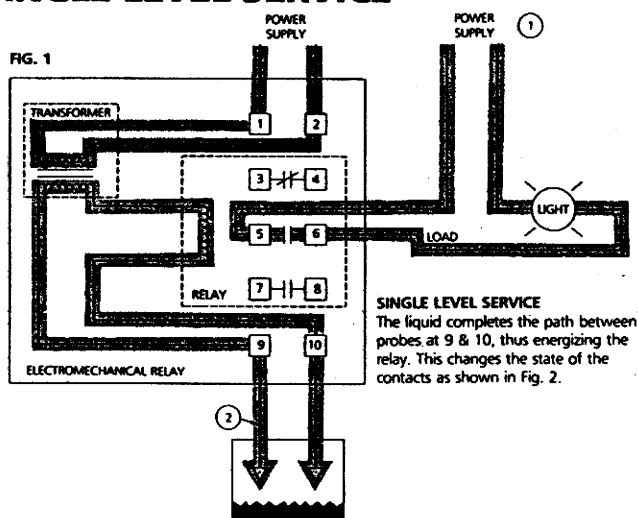 POWER
SUPPLY
POWER
SUPPLY
1
FIG. 1
TRANSFORMER
1
2
3
4
LIGHT
5
6
LOAD
RELAY
7
8
SINGLE LEVEL SERVICE
The liquid completes the path between
probes at 9 & 10, thus energizing the
relay. This changes the state of the
contacts as shown in Fig. 2.
9
10
ELECTROMECHANICAL RELAY
2